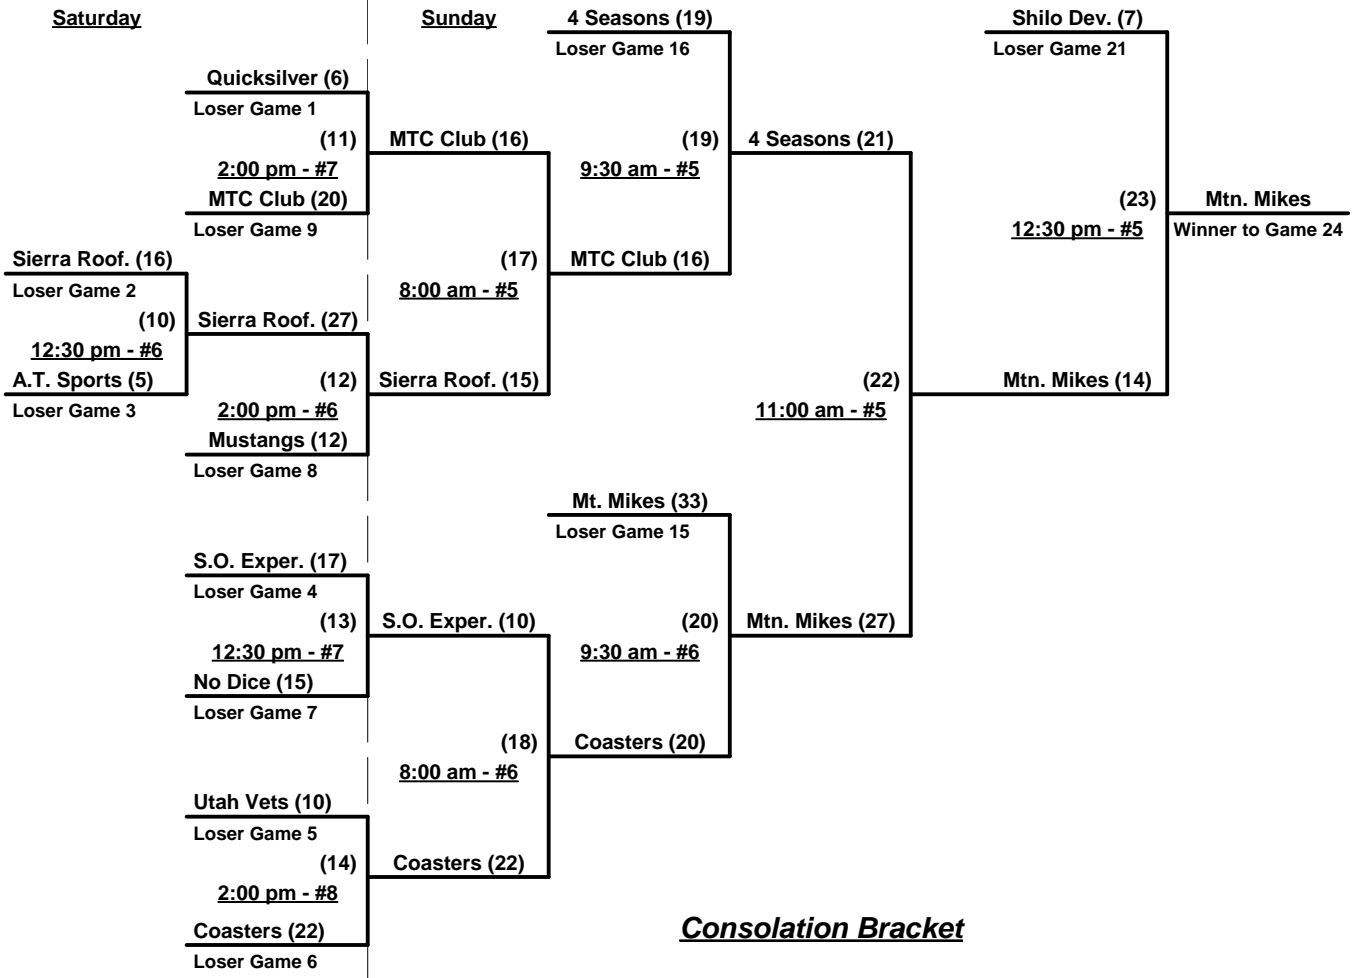 Saturday
Sunday
4 Seasons (19)
Shilo Dev. (7)
Loser Game 16
Loser Game 21
Quicksilver (6)
Loser Game 1
(11)
MTC Club (16)
(19)
4 Seasons (21)
2:00 pm - #7
9:30 am - #5
MTC Club (20)
(23)
Mtn. Mikes
Loser Game 9
12:30 pm - #5
Winner to Game 24
Sierra Roof. (16)
(17)
MTC Club (16)
Loser Game 2
8:00 am - #5
(10)
Sierra Roof. (27)
12:30 pm - #6
A.T. Sports (5)
(12)
Sierra Roof. (15)
(22)
Mtn. Mikes (14)
Loser Game 3
2:00 pm - #6
11:00 am - #5
Mustangs (12)
Loser Game 8
Mt. Mikes (33)
Loser Game 15
S.O. Exper. (17)
Loser Game 4
(13)
S.O. Exper. (10)
(20)
Mtn. Mikes (27)
12:30 pm - #7
9:30 am - #6
No Dice (15)
Loser Game 7
(18)
Coasters (20)
8:00 am - #6
Utah Vets (10)
Loser Game 5
(14)
Coasters (22)
2:00 pm - #8
Coasters (22)
Consolation Bracket
Loser Game 6